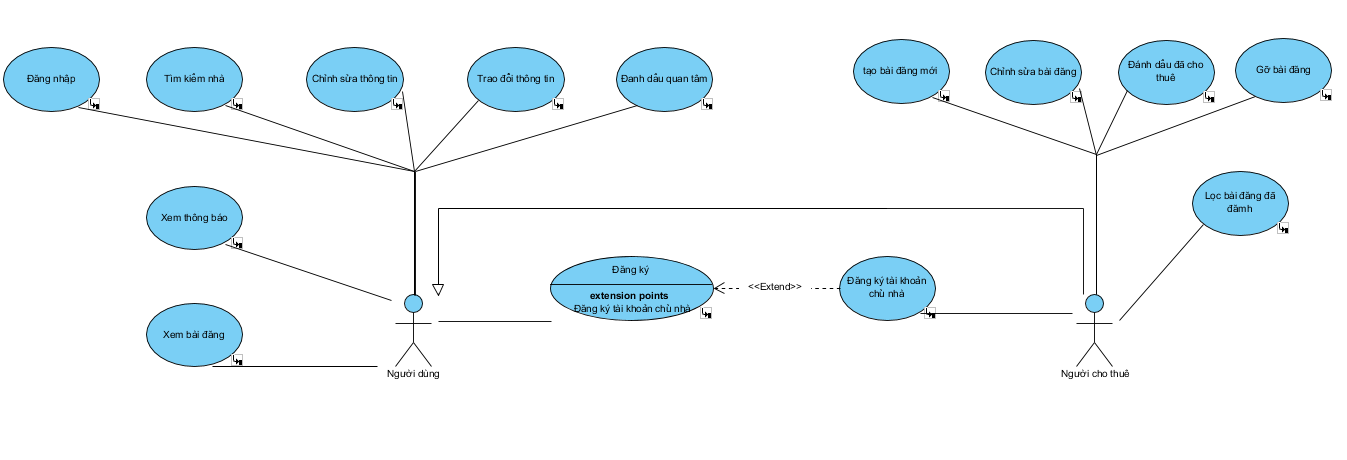 Đăng nhập
Tìm kiếm nhà
Chỉnh sửa thông tin
Trao đổi thông tin
Đanh dấu quan tâm
tạo bài đăng mới
Chỉnh sửa bài đăng
Đánh dấu đã cho
thuê
Gỡ bài đăng
Xem thông báo
Lọc bài đăng đã
đămh
Đăng ký
extension points
Đăng ký tài khoản chủ nhà
<<Extend>>
Đăng ký tài khoản
chủ nhà
Xem bài đăng
Người dùng
Người cho thuê